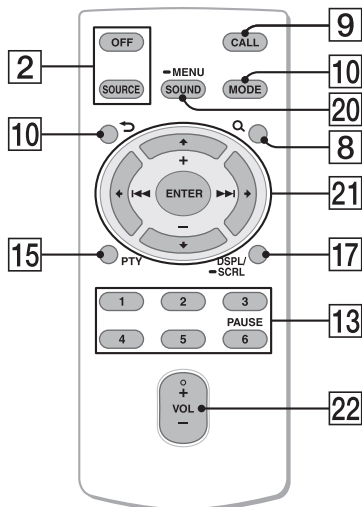 OFF
CALL
9
2
MENU
10
SOURCE
SOUND
MODE
20
10
8
+
ENTER
21
−
15
PTY
DSPL/
SCRL
17
1
2
3
13
PAUSE
4
5
6
+
VOL
22
−